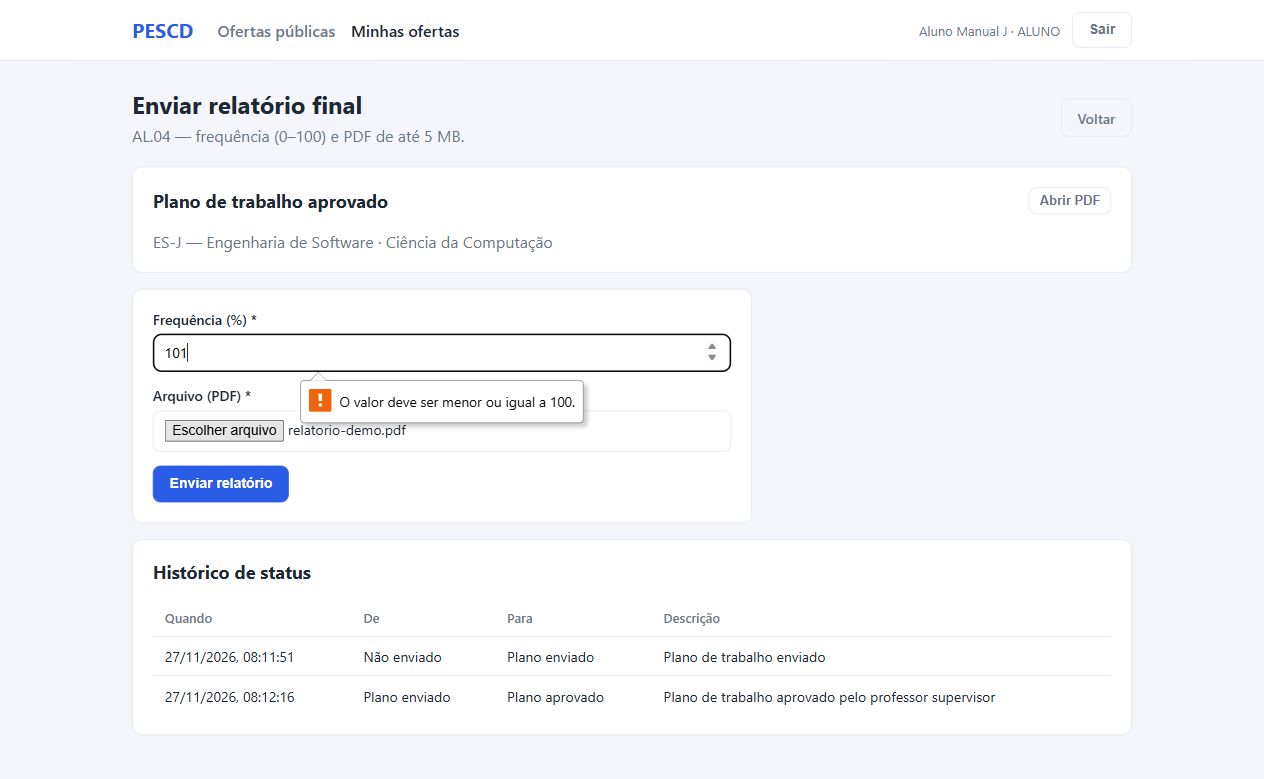 PESCD Ofertas públicas Minhas ofertas Aluno Manual J · ALUNO Sair
Enviar relatório final
AL.04 — frequência (0–100) e PDF de até 5 MB.
Voltar
Plano de trabalho aprovado
Abrir PDF
ES-J — Engenharia de Software · Ciência da Computação
Frequência (%) *
101
O valor deve ser menor ou igual a 100.
Arquivo (PDF) *
Escolher arquivo relatorio-demo.pdf
Enviar relatório
Histórico de status
Quando De Para Descrição
27/11/2026, 08:11:51 Não enviado Plano enviado Plano de trabalho enviado
27/11/2026, 08:12:16 Plano enviado Plano aprovado Plano de trabalho aprovado pelo professor supervisor